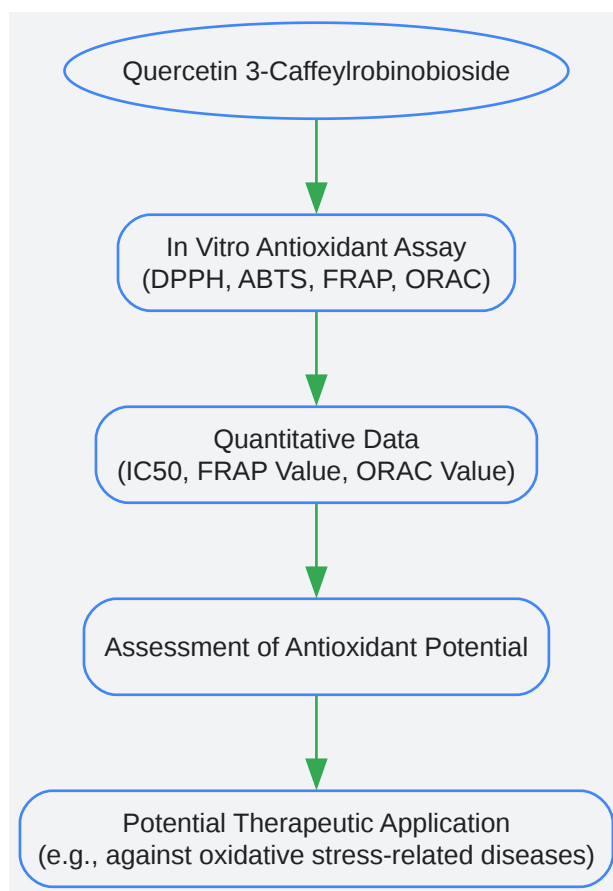 Quercetin 3-Caffeylrobinobioside
In Vitro Antioxidant Assay
(DPPH, ABTS, FRAP, ORAC)
Quantitative Data
(IC50, FRAP Value, ORAC Value)
Assessment of Antioxidant Potential
Potential Therapeutic Application
(e.g., against oxidative stress-related diseases)